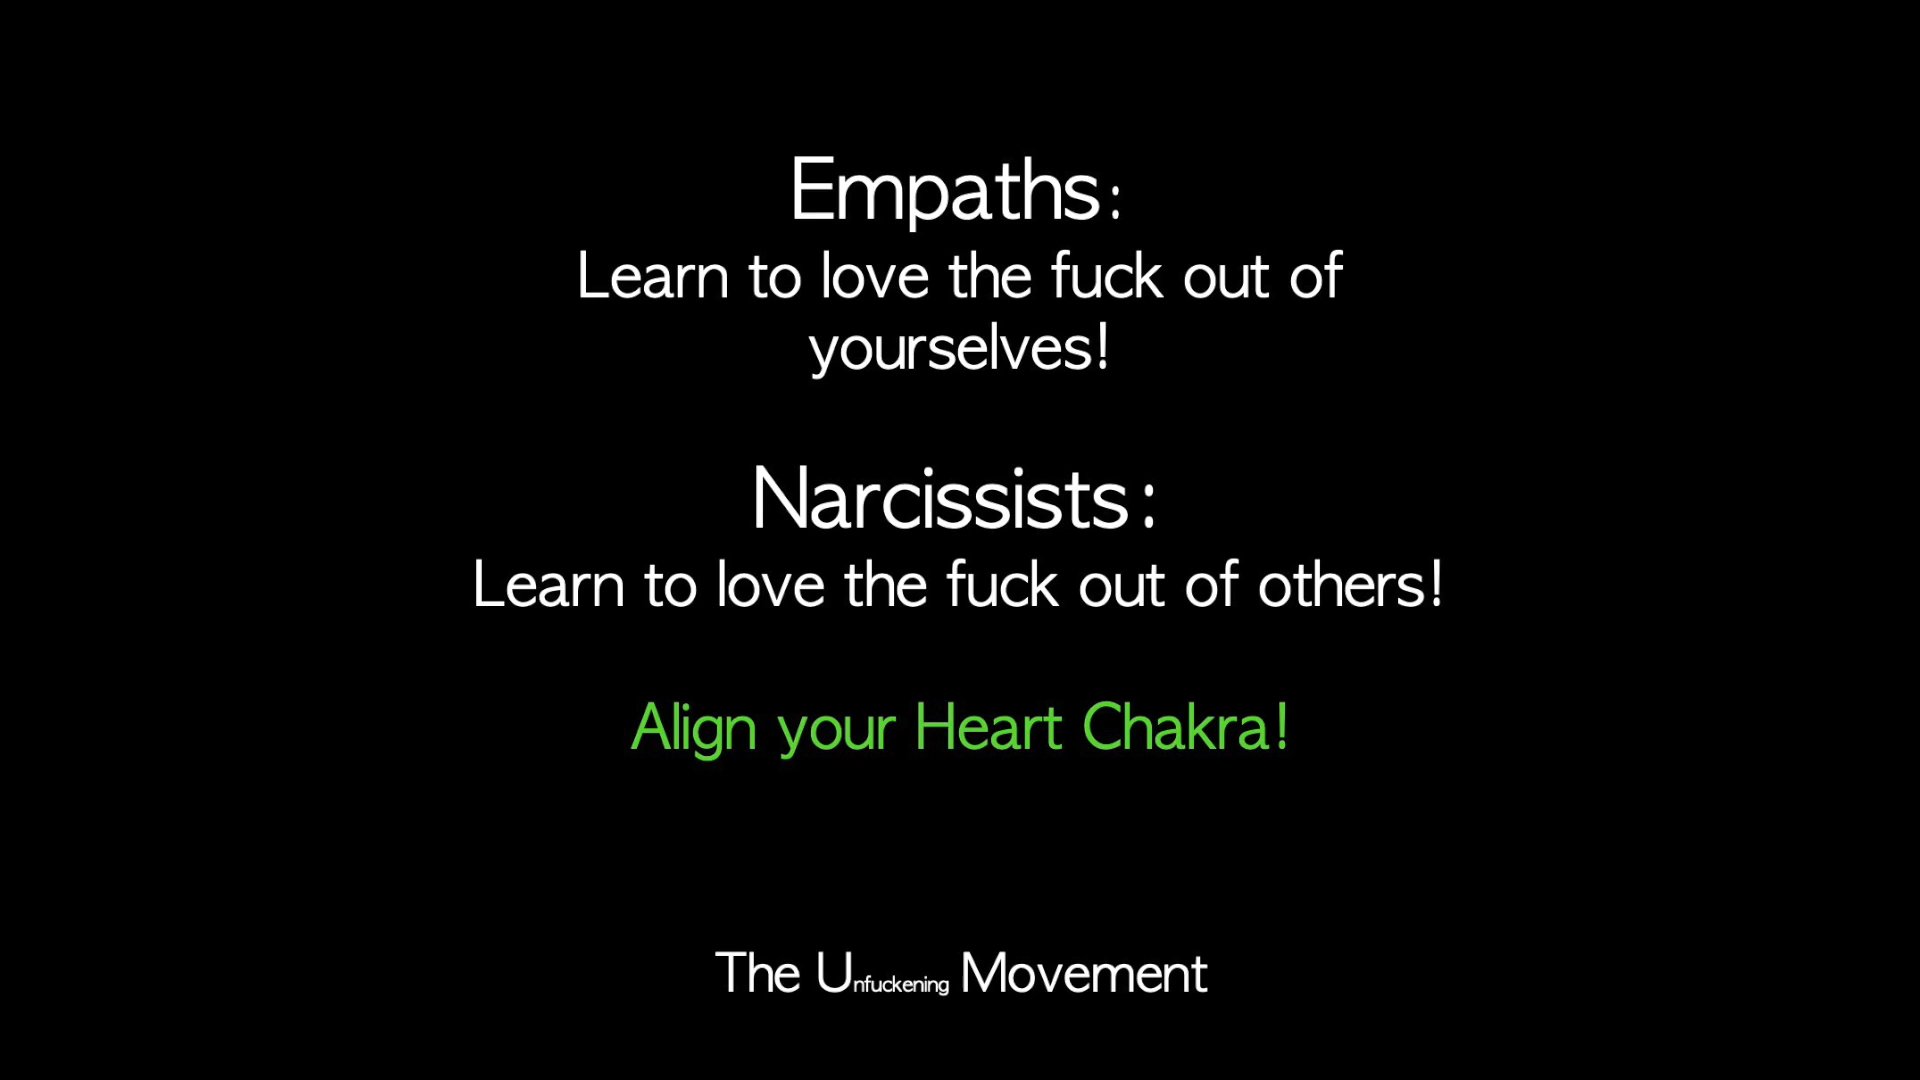 Empaths:
Learn to love the fuck out of
yourselves!
Narcissists:
Learn to love the fuck out of others!
Align your Heart Chakra!
The Unfuckening Movement